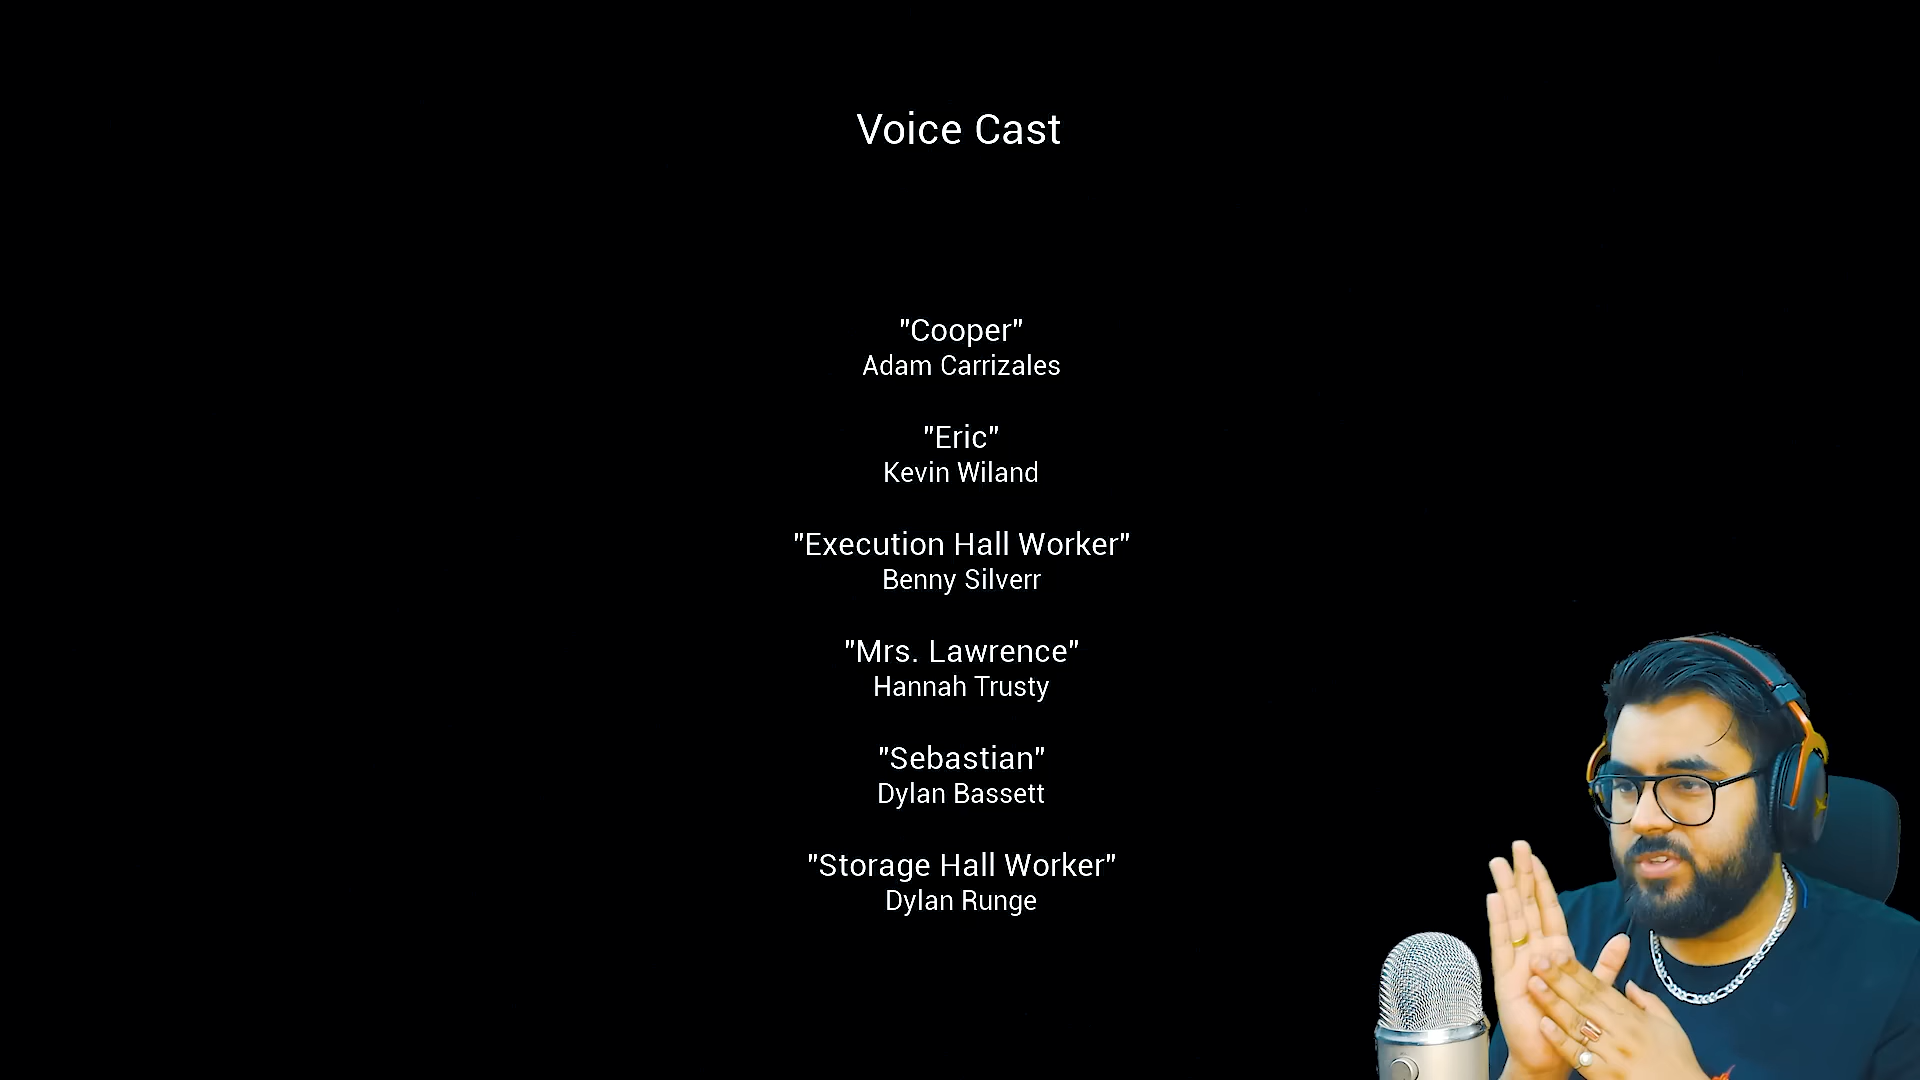 Voice Cast
"Cooper"
Adam Carrizales
"Eric"
Kevin Wiland
"Execution Hall Worker"
Benny Silverr
"Mrs. Lawrence"
Hannah Trusty
"Sebastian"
Dylan Bassett
"Storage Hall Worker"
Dylan Runge